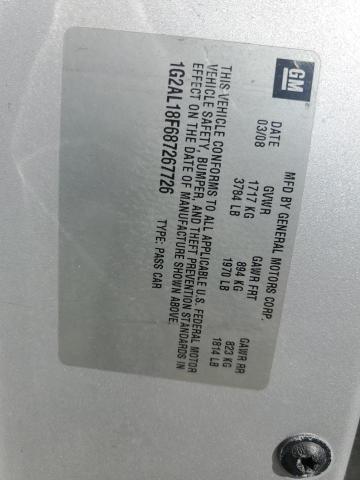 GM
MFD BY GENERAL MOTORS CORP.
DATE GVWR GAWR FRT GAWR RR
03/08 1717 KG 894 KG 823 KG
3784 LB 1970 LB 1814 LB
THIS VEHICLE CONFORMS TO ALL APPLICABLE U.S. FEDERAL MOTOR
VEHICLE SAFETY, BUMPER, AND THEFT PREVENTION STANDARDS IN
EFFECT ON THE DATE OF MANUFACTURE SHOWN ABOVE.
1G2AL18F687267726 TYPE: PASS CAR